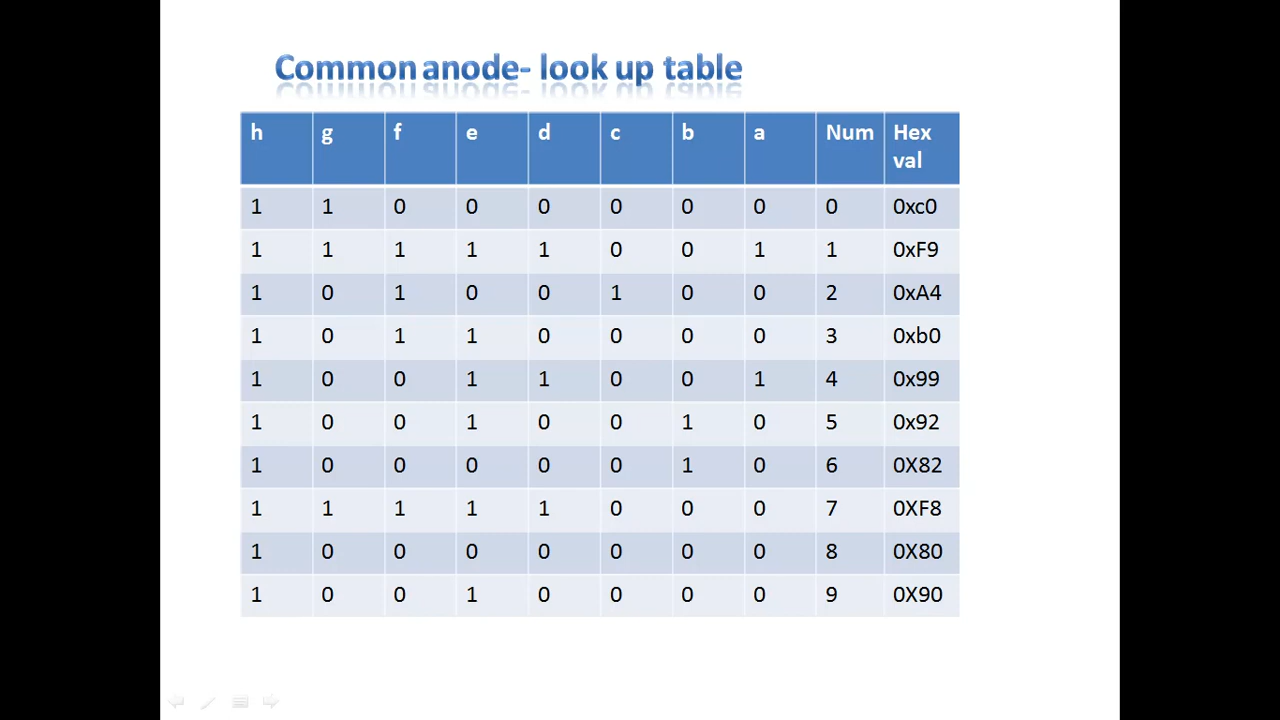 Common anode- look up table
h g f e d c b a Num Hex val
1 1 0 0 0 0 0 0 0 0xc0
1 1 1 1 1 0 0 1 1 0xF9
1 0 1 0 0 1 0 0 2 0xA4
1 0 1 1 0 0 0 0 3 0xb0
1 0 0 1 1 0 0 1 4 0x99
1 0 0 1 0 0 1 0 5 0x92
1 0 0 0 0 0 1 0 6 0X82
1 1 1 1 1 0 0 0 7 0XF8
1 0 0 0 0 0 0 0 8 0X80
1 0 0 1 0 0 0 0 9 0X90